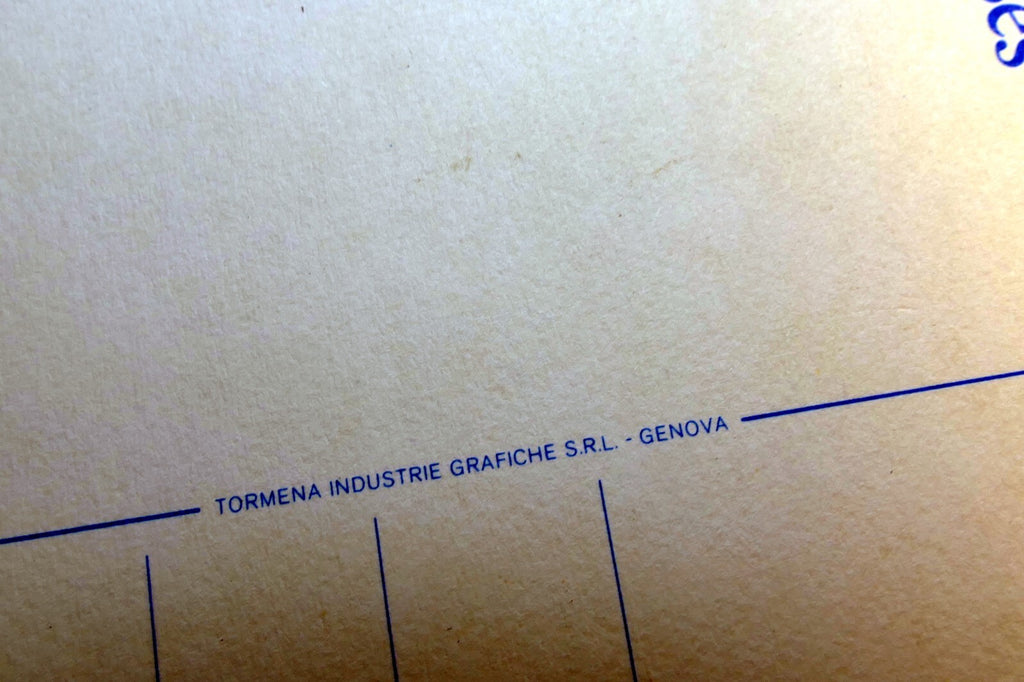 TORMENA INDUSTRIE GRAFICHE S.R.L. - GENOVA